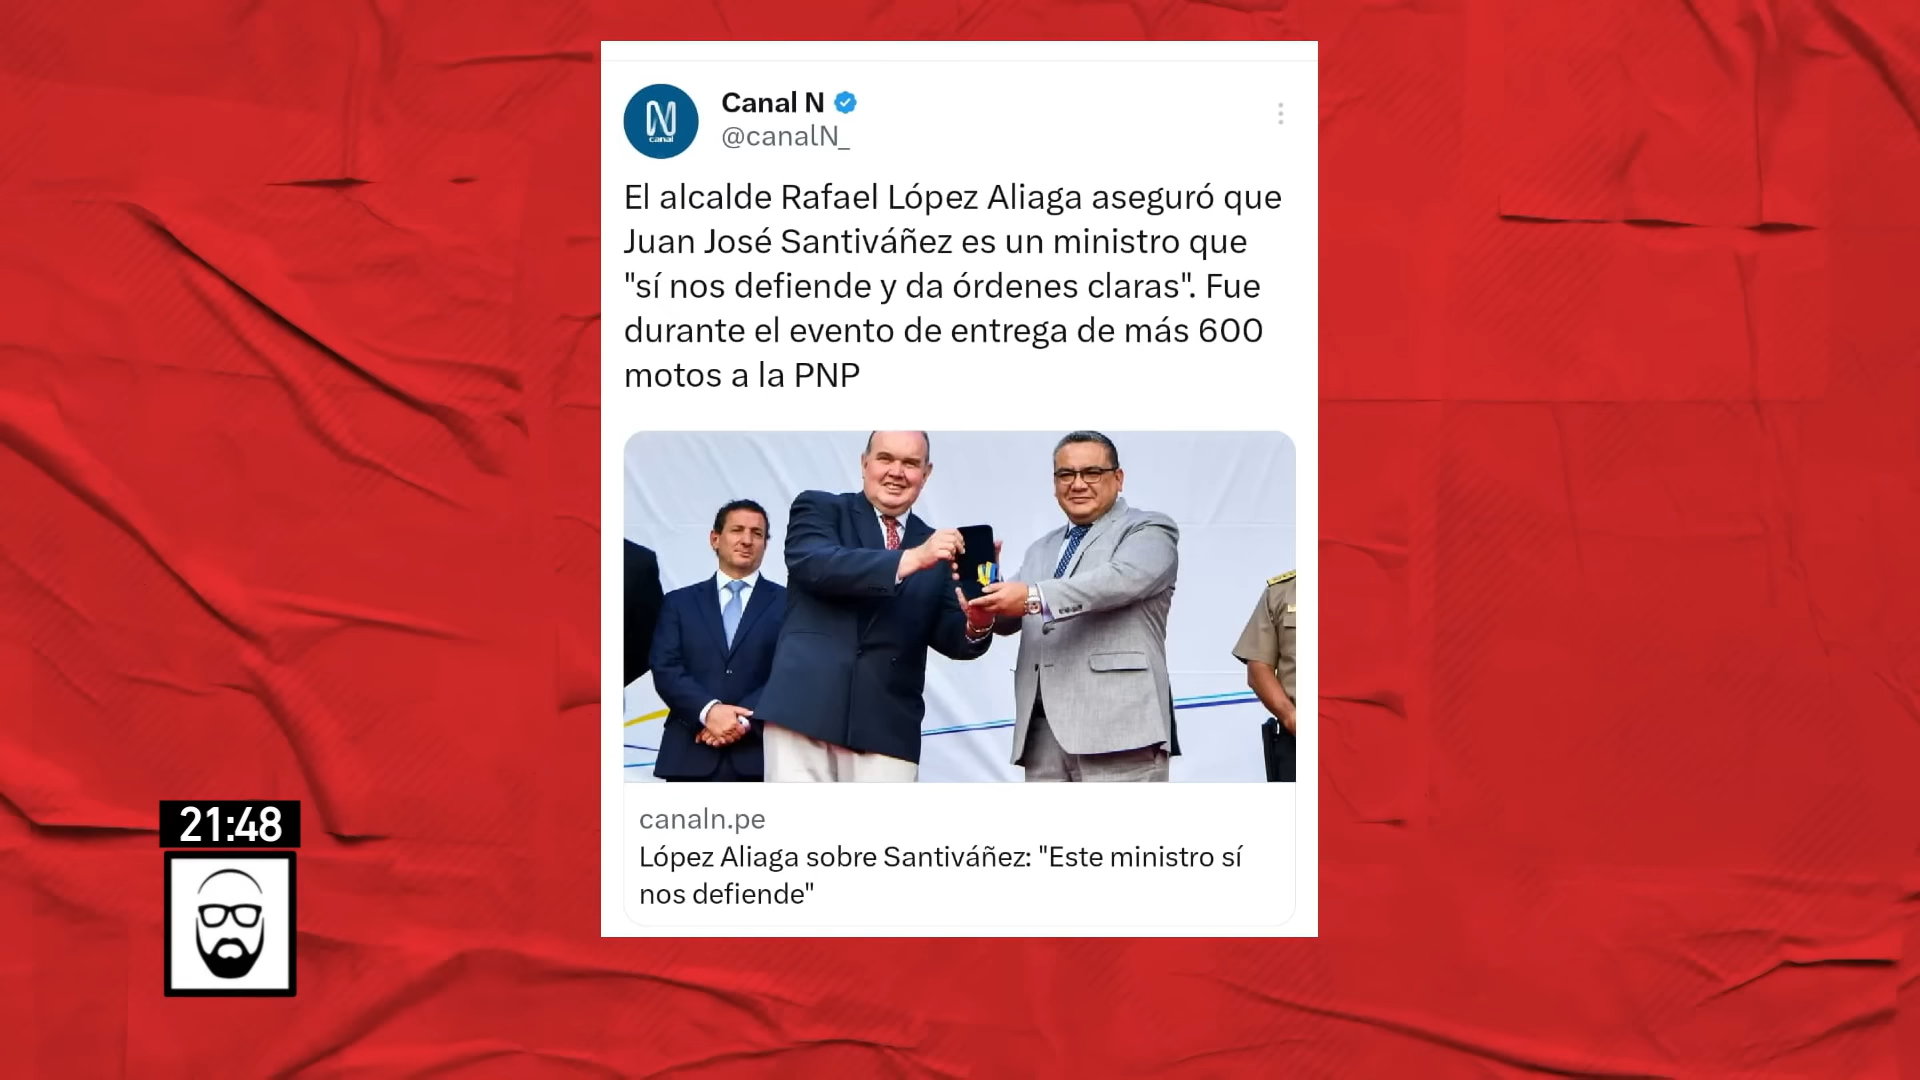 Canal N
@canalN_
N
canal
El alcalde Rafael López Aliaga aseguró que
Juan José Santiváñez es un ministro que
"sí nos defiende y da órdenes claras". Fue
durante el evento de entrega de más 600
motos a la PNP
canaln.pe
López Aliaga sobre Santiváñez: "Este ministro sí
nos defiende"
21:48